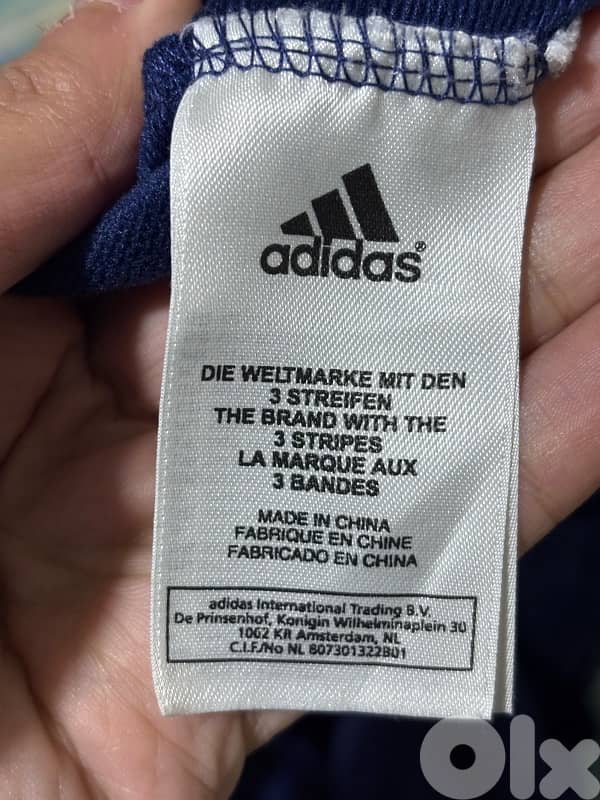 adidas®
DIE WELTMARKE MIT DEN
3 STREIFEN
THE BRAND WITH THE
3 STRIPES
LA MARQUE AUX
3 BANDES
MADE IN CHINA
FABRIQUE EN CHINE
FABRICADO EN CHINA
adidas International Trading B.V.
De Prinsenhof, Konigin Wilhelminaplein 30
1062 KR Amsterdam, NL
C.I.F./No NL 807301322B01
Olx